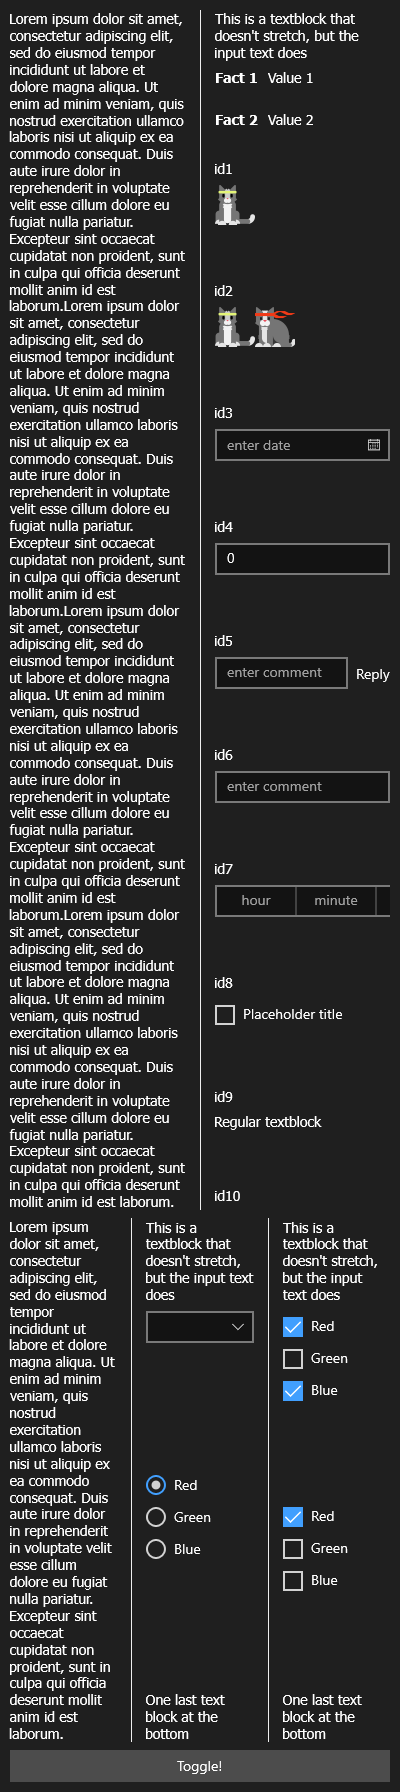 Lorem ipsum dolor sit amet,
consectetur adipiscing elit,
sed do eiusmod tempor
incididunt ut labore et
dolore magna aliqua. Ut
enim ad minim veniam, quis
nostrud exercitation ullamco
laboris nisi ut aliquip ex ea
commodo consequat. Duis
aute irure dolor in
reprehenderit in voluptate
velit esse cillum dolore eu
fugiat nulla pariatur.
Excepteur sint occaecat
cupidatat non proident, sunt
in culpa qui officia deserunt
mollit anim id est
laborum.Lorem ipsum dolor
sit amet, consectetur
adipiscing elit, sed do
eiusmod tempor incididunt
ut labore et dolore magna
aliqua. Ut enim ad minim
veniam, quis nostrud
exercitation ullamco laboris
nisi ut aliquip ex ea
commodo consequat. Duis
aute irure dolor in
reprehenderit in voluptate
velit esse cillum dolore eu
fugiat nulla pariatur.
Excepteur sint occaecat
cupidatat non proident, sunt
in culpa qui officia deserunt
mollit anim id est
laborum.Lorem ipsum dolor
sit amet, consectetur
adipiscing elit, sed do
eiusmod tempor incididunt
ut labore et dolore magna
aliqua. Ut enim ad minim
veniam, quis nostrud
exercitation ullamco laboris
nisi ut aliquip ex ea
commodo consequat. Duis
aute irure dolor in
reprehenderit in voluptate
velit esse cillum dolore eu
fugiat nulla pariatur.
Excepteur sint occaecat
cupidatat non proident, sunt
in culpa qui officia deserunt
mollit anim id est
laborum.Lorem ipsum dolor
sit amet, consectetur
adipiscing elit, sed do
eiusmod tempor incididunt
ut labore et dolore magna
aliqua. Ut enim ad minim
veniam, quis nostrud
exercitation ullamco laboris
nisi ut aliquip ex ea
commodo consequat. Duis
aute irure dolor in
reprehenderit in voluptate
velit esse cillum dolore eu
fugiat nulla pariatur.
Excepteur sint occaecat
cupidatat non proident, sunt
in culpa qui officia deserunt
mollit anim id est laborum.
This is a textblock that
doesn't stretch, but the
input text does
Fact 1 Value 1
Fact 2 Value 2
id1
id2
id3
enter date
id4
0
id5
enter comment Reply
id6
enter comment
id7
hour minute
id8
Placeholder title
id9
Regular textblock
id10
Lorem ipsum
dolor sit amet,
consectetur
adipiscing elit,
sed do eiusmod
tempor
incididunt ut
labore et dolore
magna aliqua. Ut
enim ad minim
veniam, quis
nostrud
exercitation
ullamco laboris
nisi ut aliquip ex
ea commodo
consequat. Duis
aute irure dolor
in reprehenderit
in voluptate velit
esse cillum
dolore eu fugiat
nulla pariatur.
Excepteur sint
occaecat
cupidatat non
proident, sunt in
culpa qui officia
deserunt mollit
anim id est
laborum.
This is a
textblock that
doesn't stretch,
but the input text
does
Red
Green
Blue
One last text
block at the
bottom
This is a
textblock that
doesn't stretch,
but the input
text does
Red
Green
Blue
Red
Green
Blue
One last text
block at the
bottom
Toggle!